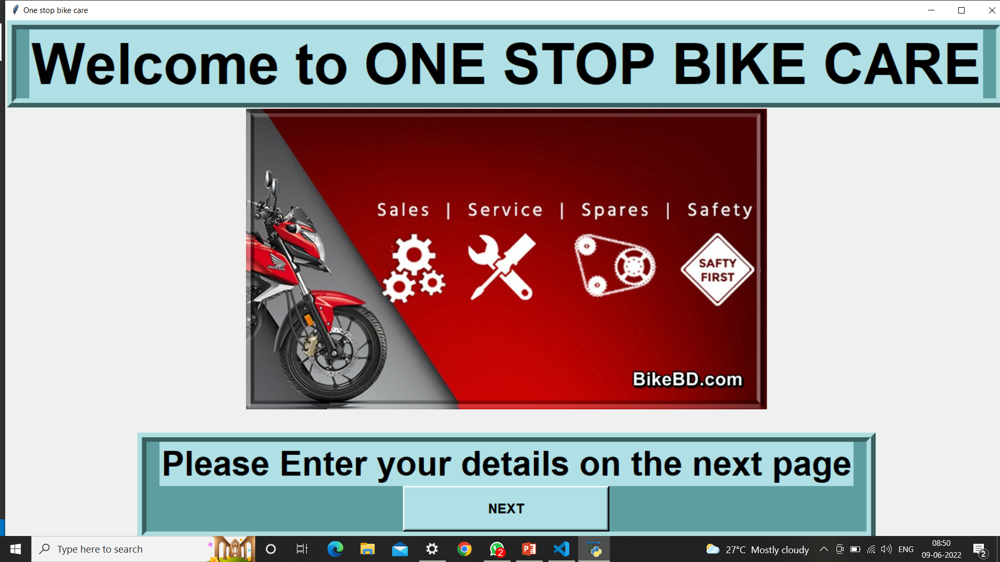 One stop bike care
Welcome to ONE STOP BIKE CARE
Sales | Service | Spares | Safety
HONDA
SAFTY
FIRST
BikeBD.com
Please Enter your details on the next page
NEXT
Type here to search
2
27°C Mostly cloudy
ENG
08:50
09-06-2022
2